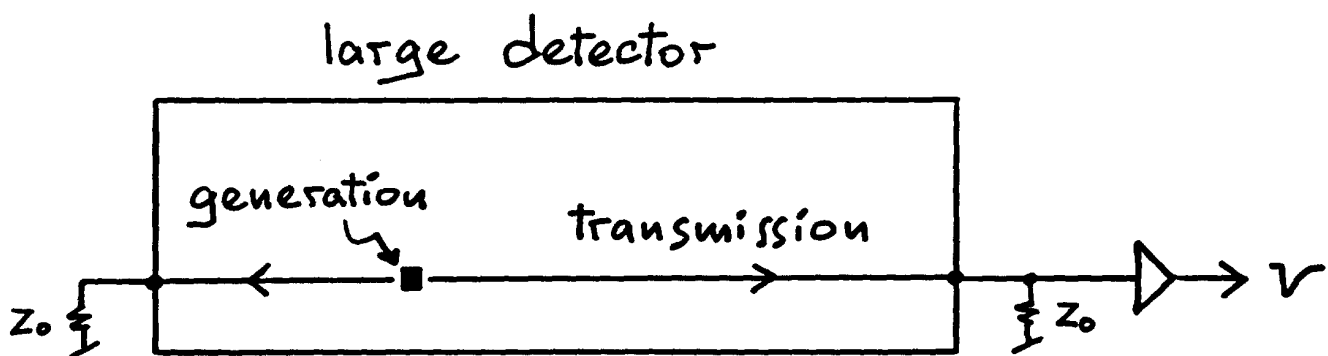 large detector
generation
transmission
Z₀
Z₀
v